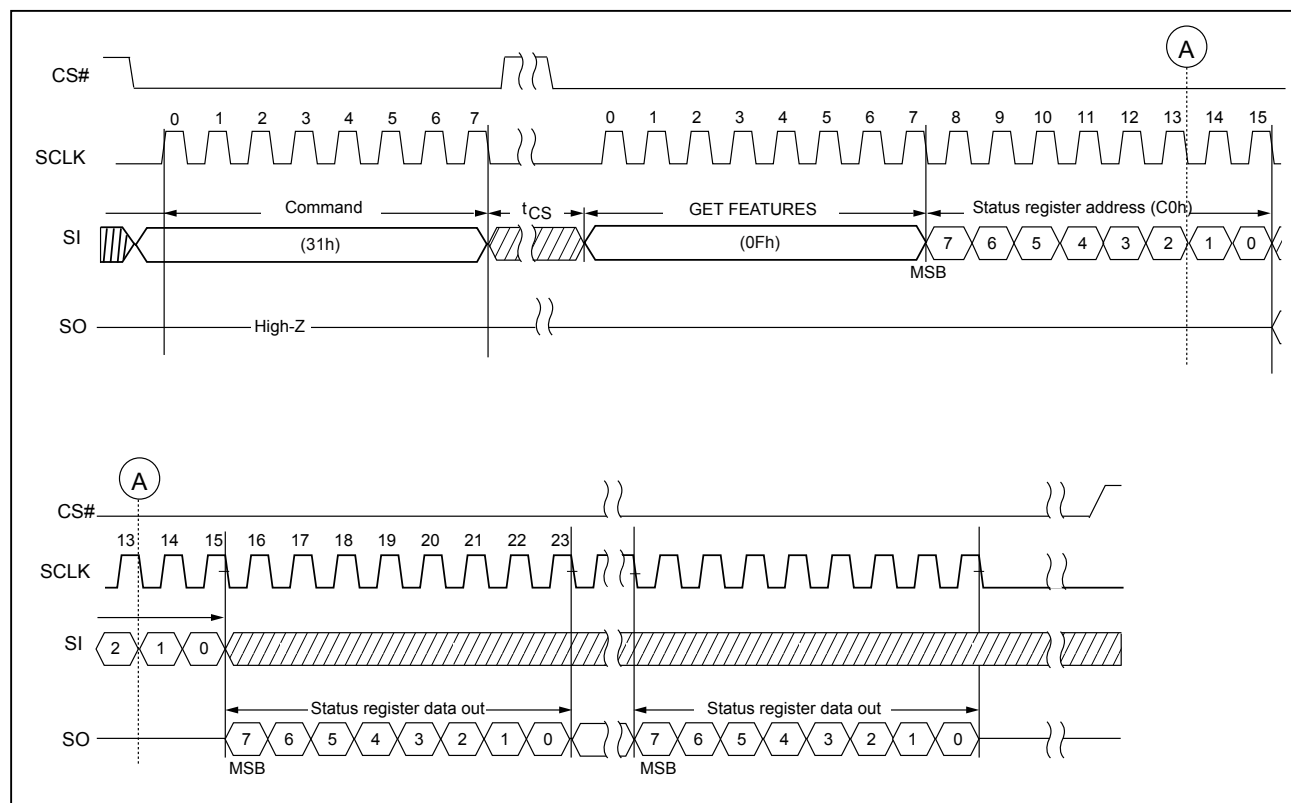 A
CS#
0 1 2 3 4 5 6 7 0 1 2 3 4 5 6 7 8 9 10 11 12 13 14 15
SCLK
Command tCS GET FEATURES Status register address (C0h)
SI (31h) (0Fh) 7 6 5 4 3 2 1 0
MSB
SO High-Z
A
CS#
13 14 15 16 17 18 19 20 21 22 23
SCLK
SI 2 1 0
Status register data out Status register data out
SO 7 6 5 4 3 2 1 0 7 6 5 4 3 2 1 0
MSB MSB